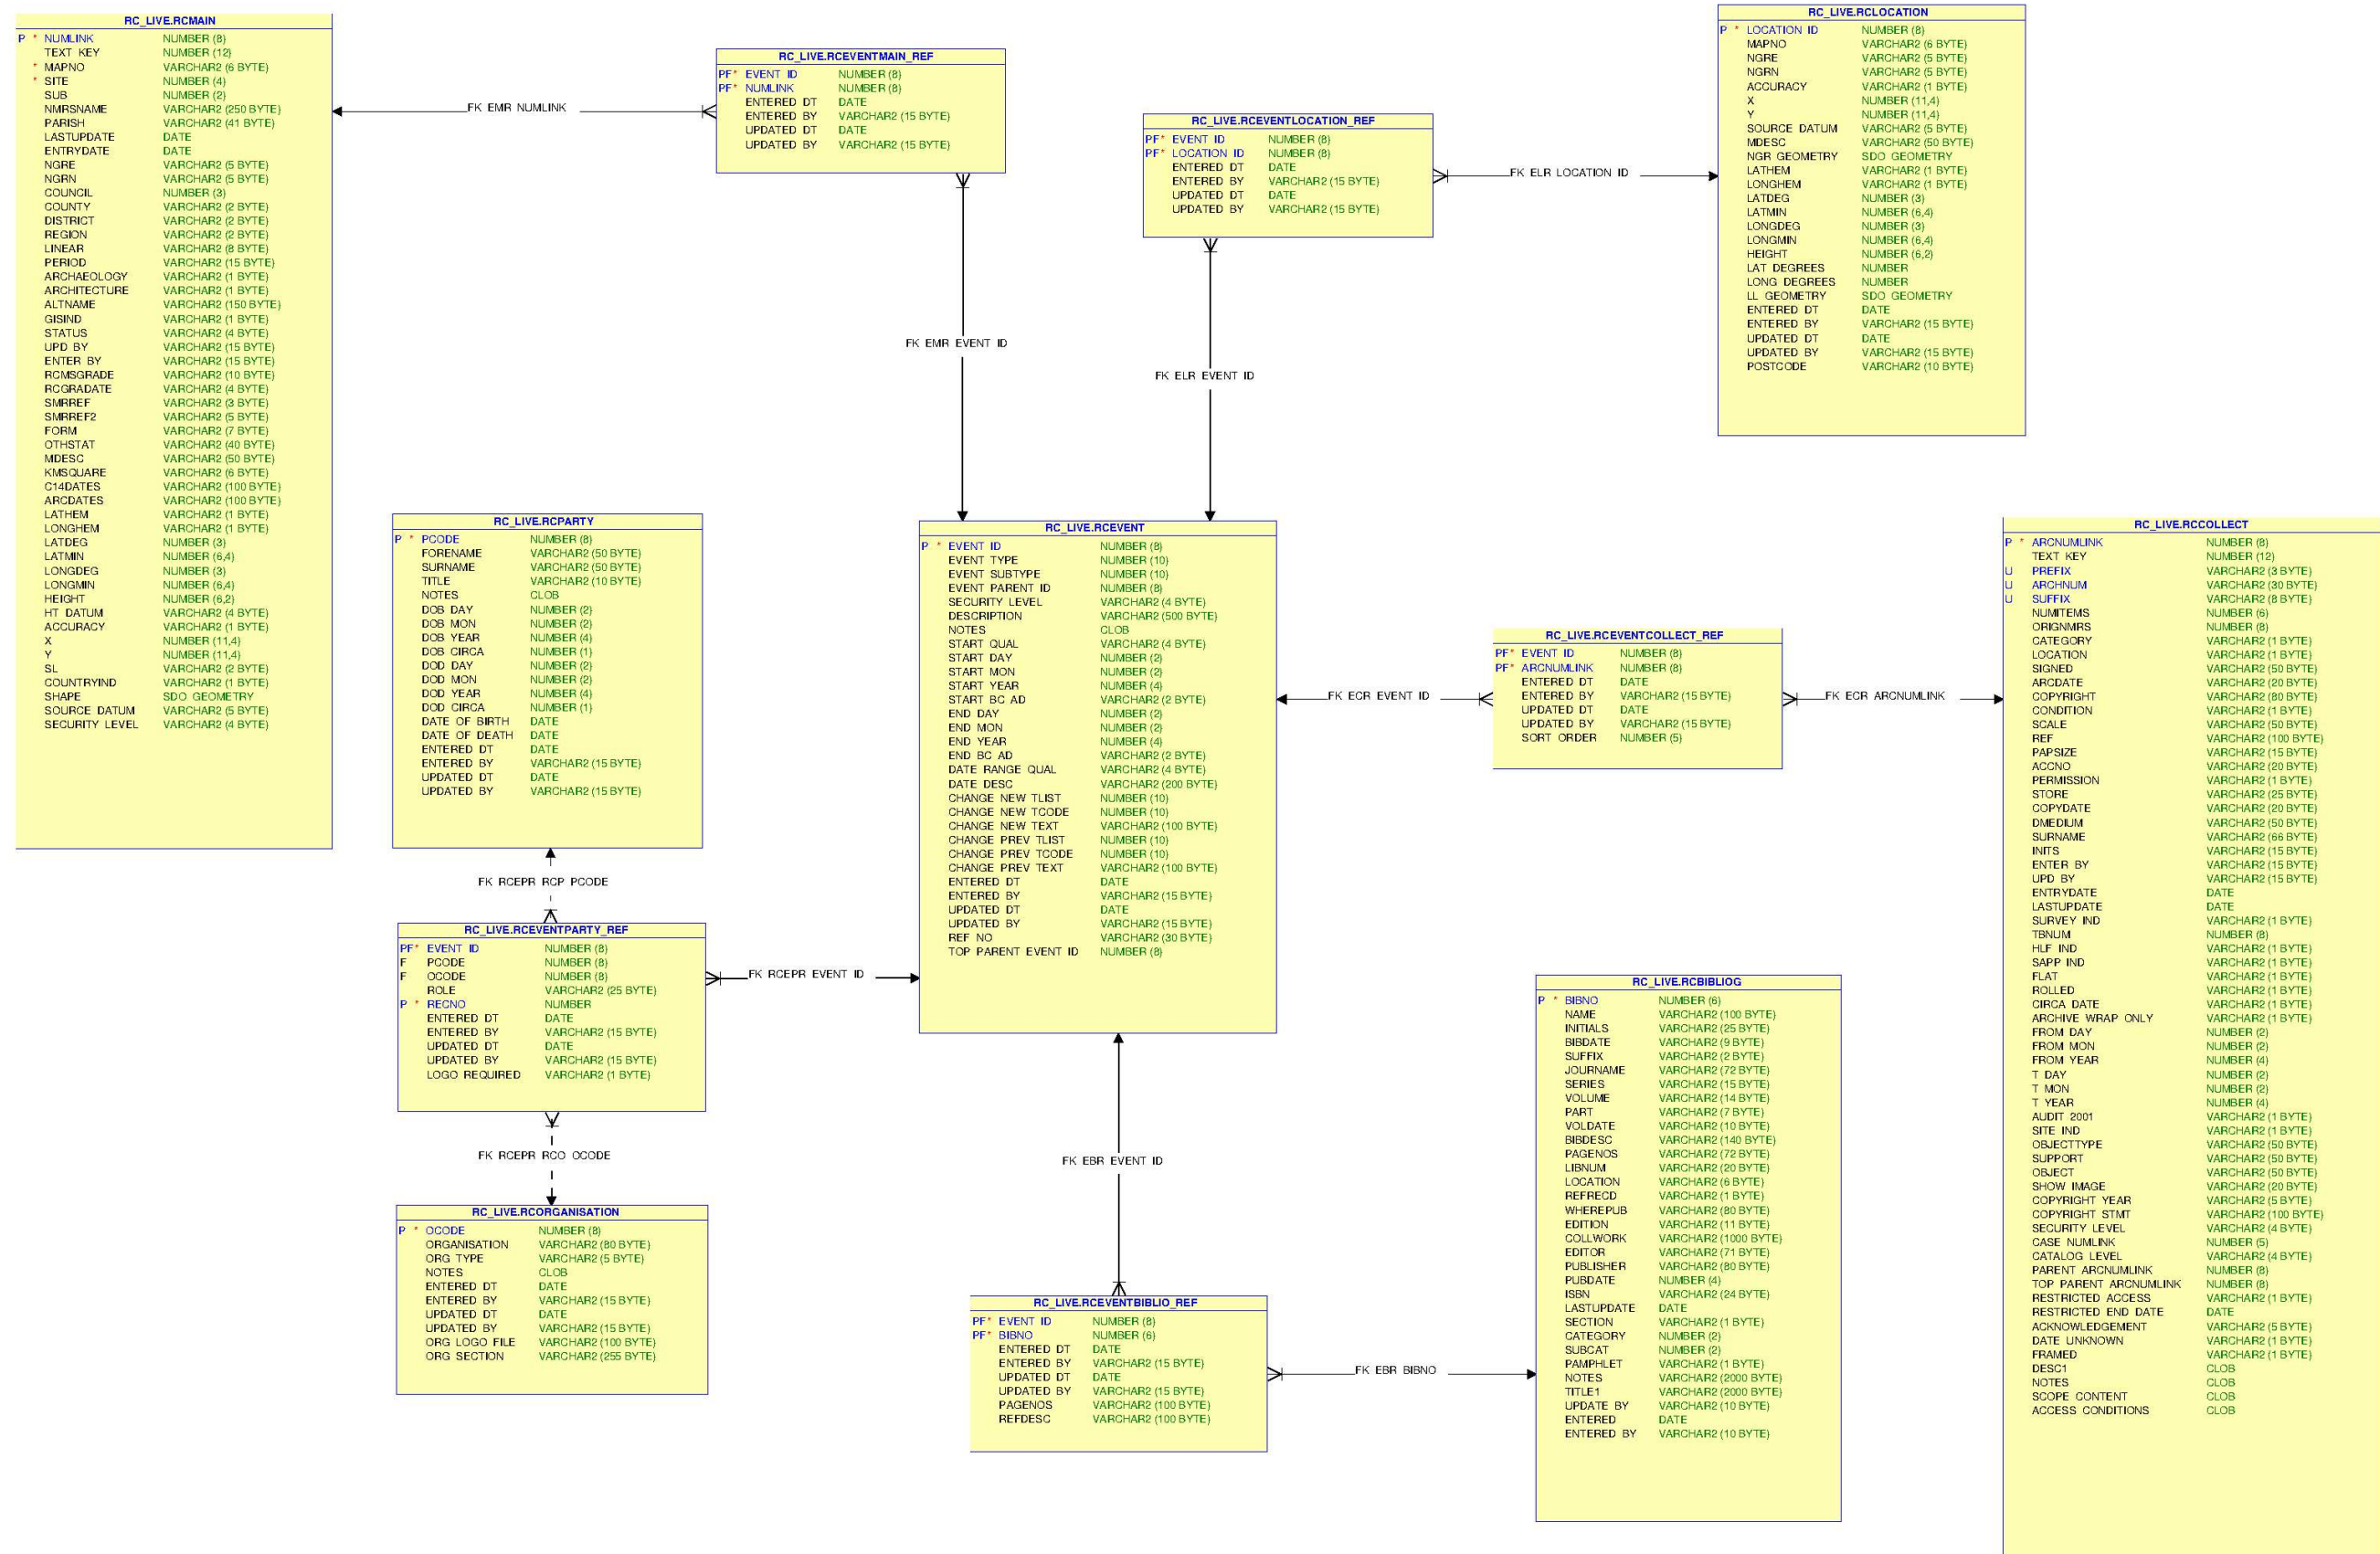 RC_LIVE.RCMAIN
P * NUMLINK NUMBER (8)
TEXT KEY NUMBER (12)
* MAPNO VARCHAR2 (6 BYTE)
* SITE NUMBER (4)
SUB NUMBER (2)
NMRSNAME VARCHAR2 (250 BYTE)
PARISH VARCHAR2 (41 BYTE)
LASTUPDATE DATE
ENTRYDATE DATE
NGRE VARCHAR2 (5 BYTE)
NGRN VARCHAR2 (5 BYTE)
COUNCIL NUMBER (3)
COUNTY VARCHAR2 (2 BYTE)
DISTRICT VARCHAR2 (2 BYTE)
REGION VARCHAR2 (2 BYTE)
LINEAR VARCHAR2 (8 BYTE)
PERIOD VARCHAR2 (15 BYTE)
ARCHAEOLOGY VARCHAR2 (1 BYTE)
ARCHITECTURE VARCHAR2 (1 BYTE)
ALTNAME VARCHAR2 (150 BYTE)
GISIND VARCHAR2 (1 BYTE)
STATUS VARCHAR2 (4 BYTE)
UPD BY VARCHAR2 (15 BYTE)
ENTER BY VARCHAR2 (15 BYTE)
RCMSGRADE VARCHAR2 (10 BYTE)
RCGRADATE VARCHAR2 (4 BYTE)
SMRREF VARCHAR2 (3 BYTE)
SMRREF2 VARCHAR2 (5 BYTE)
FORM VARCHAR2 (7 BYTE)
OTHSTAT VARCHAR2 (40 BYTE)
MDESC VARCHAR2 (50 BYTE)
KMSQUARE VARCHAR2 (6 BYTE)
C14DATES VARCHAR2 (100 BYTE)
ARCDATES VARCHAR2 (100 BYTE)
LATHEM VARCHAR2 (1 BYTE)
LONGHEM VARCHAR2 (1 BYTE)
LATDEG NUMBER (3)
LATMIN NUMBER (6,4)
LONGDEG NUMBER (3)
LONGMIN NUMBER (6,4)
HEIGHT NUMBER (6,2)
HT DATUM VARCHAR2 (4 BYTE)
ACCURACY VARCHAR2 (1 BYTE)
X NUMBER (11,4)
Y NUMBER (11,4)
SL VARCHAR2 (2 BYTE)
COUNTRYIND VARCHAR2 (1 BYTE)
SHAPE SDO GEOMETRY
SOURCE DATUM VARCHAR2 (5 BYTE)
SECURITY LEVEL VARCHAR2 (4 BYTE)
FK EMR NUMLINK
RC_LIVE.RCEVENTMAIN_REF
PF* EVENT ID NUMBER (8)
PF* NUMLINK NUMBER (8)
ENTERED DT DATE
ENTERED BY VARCHAR2 (15 BYTE)
UPDATED DT DATE
UPDATED BY VARCHAR2 (15 BYTE)
FK EMR EVENT ID
RC_LIVE.RCEVENTLOCATION_REF
PF* EVENT ID NUMBER (8)
PF* LOCATION ID NUMBER (8)
ENTERED DT DATE
ENTERED BY VARCHAR2 (15 BYTE)
UPDATED DT DATE
UPDATED BY VARCHAR2 (15 BYTE)
FK ELR LOCATION ID
FK ELR EVENT ID
RC_LIVE.RCLOCATION
P * LOCATION ID NUMBER (8)
MAPNO VARCHAR2 (6 BYTE)
NGRE VARCHAR2 (5 BYTE)
NGRN VARCHAR2 (5 BYTE)
ACCURACY VARCHAR2 (1 BYTE)
X NUMBER (11,4)
Y NUMBER (11,4)
SOURCE DATUM VARCHAR2 (5 BYTE)
MDESC VARCHAR2 (50 BYTE)
NGR GEOMETRY SDO GEOMETRY
LATHEM VARCHAR2 (1 BYTE)
LONGHEM VARCHAR2 (1 BYTE)
LATDEG NUMBER (3)
LATMIN NUMBER (6,4)
LONGDEG NUMBER (3)
LONGMIN NUMBER (6,4)
HEIGHT NUMBER (6,2)
LAT DEGREES NUMBER
LONG DEGREES NUMBER
LL GEOMETRY SDO GEOMETRY
ENTERED DT DATE
ENTERED BY VARCHAR2 (15 BYTE)
UPDATED DT DATE
UPDATED BY VARCHAR2 (15 BYTE)
POSTCODE VARCHAR2 (10 BYTE)
RC_LIVE.RCPARTY
P * PCODE NUMBER (8)
FORENAME VARCHAR2 (50 BYTE)
SURNAME VARCHAR2 (50 BYTE)
TITLE VARCHAR2 (10 BYTE)
NOTES CLOB
DOB DAY NUMBER (2)
DOB MON NUMBER (2)
DOB YEAR NUMBER (4)
DOB CIRCA NUMBER (1)
DOD DAY NUMBER (2)
DOD MON NUMBER (2)
DOD YEAR NUMBER (4)
DOD CIRCA NUMBER (1)
DATE OF BIRTH DATE
DATE OF DEATH DATE
ENTERED DT DATE
ENTERED BY VARCHAR2 (15 BYTE)
UPDATED DT DATE
UPDATED BY VARCHAR2 (15 BYTE)
FK RCEPR RCP PCODE
RC_LIVE.RCEVENTPARTY_REF
PF* EVENT ID NUMBER (8)
F PCODE NUMBER (8)
F OCODE NUMBER (8)
ROLE VARCHAR2 (25 BYTE)
P * RECNO NUMBER
ENTERED DT DATE
ENTERED BY VARCHAR2 (15 BYTE)
UPDATED DT DATE
UPDATED BY VARCHAR2 (15 BYTE)
LOGO REQUIRED VARCHAR2 (1 BYTE)
FK RCEPR EVENT ID
FK RCEPR RCO OCODE
RC_LIVE.RCORGANISATION
P * OCODE NUMBER (8)
ORGANISATION VARCHAR2 (80 BYTE)
ORG TYPE VARCHAR2 (5 BYTE)
NOTES CLOB
ENTERED DT DATE
ENTERED BY VARCHAR2 (15 BYTE)
UPDATED DT DATE
UPDATED BY VARCHAR2 (15 BYTE)
ORG LOGO FILE VARCHAR2 (100 BYTE)
ORG SECTION VARCHAR2 (255 BYTE)
RC_LIVE.RCEVENT
P * EVENT ID NUMBER (8)
EVENT TYPE NUMBER (10)
EVENT SUBTYPE NUMBER (10)
EVENT PARENT ID NUMBER (8)
SECURITY LEVEL VARCHAR2 (4 BYTE)
DESCRIPTION VARCHAR2 (500 BYTE)
NOTES CLOB
START QUAL VARCHAR2 (4 BYTE)
START DAY NUMBER (2)
START MON NUMBER (2)
START YEAR NUMBER (4)
START BC AD VARCHAR2 (2 BYTE)
END DAY NUMBER (2)
END MON NUMBER (2)
END YEAR NUMBER (4)
END BC AD VARCHAR2 (2 BYTE)
DATE RANGE QUAL VARCHAR2 (4 BYTE)
DATE DESC VARCHAR2 (200 BYTE)
CHANGE NEW TLIST NUMBER (10)
CHANGE NEW TCODE NUMBER (10)
CHANGE NEW TEXT VARCHAR2 (100 BYTE)
CHANGE PREV TLIST NUMBER (10)
CHANGE PREV TCODE NUMBER (10)
CHANGE PREV TEXT VARCHAR2 (100 BYTE)
ENTERED DT DATE
ENTERED BY VARCHAR2 (15 BYTE)
UPDATED DT DATE
UPDATED BY VARCHAR2 (15 BYTE)
REF NO VARCHAR2 (30 BYTE)
TOP PARENT EVENT ID NUMBER (8)
FK ECR EVENT ID
RC_LIVE.RCEVENTCOLLECT_REF
PF* EVENT ID NUMBER (8)
PF* ARCNUMLINK NUMBER (8)
ENTERED DT DATE
ENTERED BY VARCHAR2 (15 BYTE)
UPDATED DT DATE
UPDATED BY VARCHAR2 (15 BYTE)
SORT ORDER NUMBER (5)
FK ECR ARCNUMLINK
FK EBR EVENT ID
RC_LIVE.RCEVENTBIBLIO_REF
PF* EVENT ID NUMBER (8)
PF* BIBNO NUMBER (6)
ENTERED DT DATE
ENTERED BY VARCHAR2 (15 BYTE)
UPDATED DT DATE
UPDATED BY VARCHAR2 (15 BYTE)
PAGENOS VARCHAR2 (100 BYTE)
REFDESC VARCHAR2 (100 BYTE)
FK EBR BIBNO
RC_LIVE.RCBIBLIOG
P * BIBNO NUMBER (6)
NAME VARCHAR2 (100 BYTE)
INITIALS VARCHAR2 (25 BYTE)
BIBDATE VARCHAR2 (9 BYTE)
SUFFIX VARCHAR2 (2 BYTE)
JOURNAME VARCHAR2 (72 BYTE)
SERIES VARCHAR2 (15 BYTE)
VOLUME VARCHAR2 (14 BYTE)
PART VARCHAR2 (7 BYTE)
VOLDATE VARCHAR2 (10 BYTE)
BIBDESC VARCHAR2 (140 BYTE)
PAGENOS VARCHAR2 (72 BYTE)
LIBNUM VARCHAR2 (20 BYTE)
LOCATION VARCHAR2 (6 BYTE)
REFRECD VARCHAR2 (1 BYTE)
WHEREPUB VARCHAR2 (80 BYTE)
EDITION VARCHAR2 (11 BYTE)
COLLWORK VARCHAR2 (1000 BYTE)
EDITOR VARCHAR2 (71 BYTE)
PUBLISHER VARCHAR2 (80 BYTE)
PUBDATE NUMBER (4)
ISBN VARCHAR2 (24 BYTE)
LASTUPDATE DATE
SECTION VARCHAR2 (1 BYTE)
CATEGORY NUMBER (2)
SUBCAT NUMBER (2)
PAMPHLET VARCHAR2 (1 BYTE)
NOTES VARCHAR2 (2000 BYTE)
TITLE1 VARCHAR2 (2000 BYTE)
UPDATE BY VARCHAR2 (10 BYTE)
ENTERED DATE
ENTERED BY VARCHAR2 (10 BYTE)
RC_LIVE.RCCOLLECT
P * ARCNUMLINK NUMBER (8)
TEXT KEY NUMBER (12)
U PREFIX VARCHAR2 (3 BYTE)
U ARCHNUM VARCHAR2 (30 BYTE)
U SUFFIX VARCHAR2 (8 BYTE)
NUMITEMS NUMBER (6)
ORIGNMRS NUMBER (8)
CATEGORY VARCHAR2 (1 BYTE)
LOCATION VARCHAR2 (1 BYTE)
SIGNED VARCHAR2 (50 BYTE)
ARCDATE VARCHAR2 (20 BYTE)
COPYRIGHT VARCHAR2 (80 BYTE)
CONDITION VARCHAR2 (1 BYTE)
SCALE VARCHAR2 (50 BYTE)
REF VARCHAR2 (100 BYTE)
PAPSIZE VARCHAR2 (15 BYTE)
ACCNO VARCHAR2 (20 BYTE)
PERMISSION VARCHAR2 (1 BYTE)
STORE VARCHAR2 (25 BYTE)
COPYDATE VARCHAR2 (20 BYTE)
DMEDIUM VARCHAR2 (50 BYTE)
SURNAME VARCHAR2 (66 BYTE)
INITS VARCHAR2 (15 BYTE)
ENTER BY VARCHAR2 (15 BYTE)
UPD BY VARCHAR2 (15 BYTE)
ENTRYDATE DATE
LASTUPDATE DATE
SURVEY IND VARCHAR2 (1 BYTE)
TBNUM NUMBER (8)
HLF IND VARCHAR2 (1 BYTE)
SAPP IND VARCHAR2 (1 BYTE)
FLAT VARCHAR2 (1 BYTE)
ROLLED VARCHAR2 (1 BYTE)
CIRCA DATE VARCHAR2 (1 BYTE)
ARCHIVE WRAP ONLY VARCHAR2 (1 BYTE)
FROM DAY NUMBER (2)
FROM MON NUMBER (2)
FROM YEAR NUMBER (4)
T DAY NUMBER (2)
T MON NUMBER (2)
T YEAR NUMBER (4)
AUDIT 2001 VARCHAR2 (1 BYTE)
SITE IND VARCHAR2 (1 BYTE)
OBJECTTYPE VARCHAR2 (50 BYTE)
SUPPORT VARCHAR2 (50 BYTE)
OBJECT VARCHAR2 (50 BYTE)
SHOW IMAGE VARCHAR2 (20 BYTE)
COPYRIGHT YEAR VARCHAR2 (5 BYTE)
COPYRIGHT STMT VARCHAR2 (100 BYTE)
SECURITY LEVEL VARCHAR2 (4 BYTE)
CASE NUMLINK NUMBER (5)
CATALOG LEVEL VARCHAR2 (4 BYTE)
PARENT ARCNUMLINK NUMBER (8)
TOP PARENT ARCNUMLINK NUMBER (8)
RESTRICTED ACCESS VARCHAR2 (1 BYTE)
RESTRICTED END DATE DATE
ACKNOWLEDGEMENT VARCHAR2 (5 BYTE)
DATE UNKNOWN VARCHAR2 (1 BYTE)
FRAMED VARCHAR2 (1 BYTE)
DESC1 CLOB
NOTES CLOB
SCOPE CONTENT CLOB
ACCESS CONDITIONS CLOB